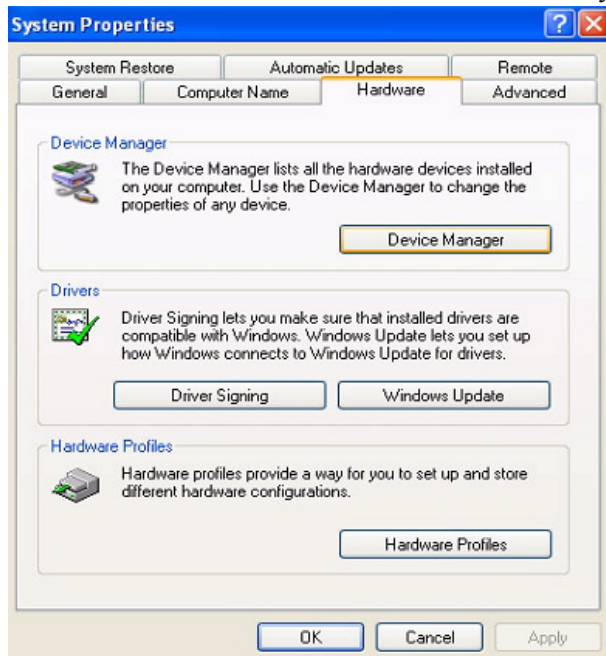 System Properties
System Restore Automatic Updates Remote
General Computer Name Hardware Advanced
Device Manager
The Device Manager lists all the hardware devices installed
on your computer. Use the Device Manager to change the
properties of any device.
Device Manager
Drivers
Driver Signing lets you make sure that installed drivers are
compatible with Windows. Windows Update lets you set up
how Windows connects to Windows Update for drivers.
Driver Signing Windows Update
Hardware Profiles
Hardware profiles provide a way for you to set up and store
different hardware configurations.
Hardware Profiles
OK Cancel Apply